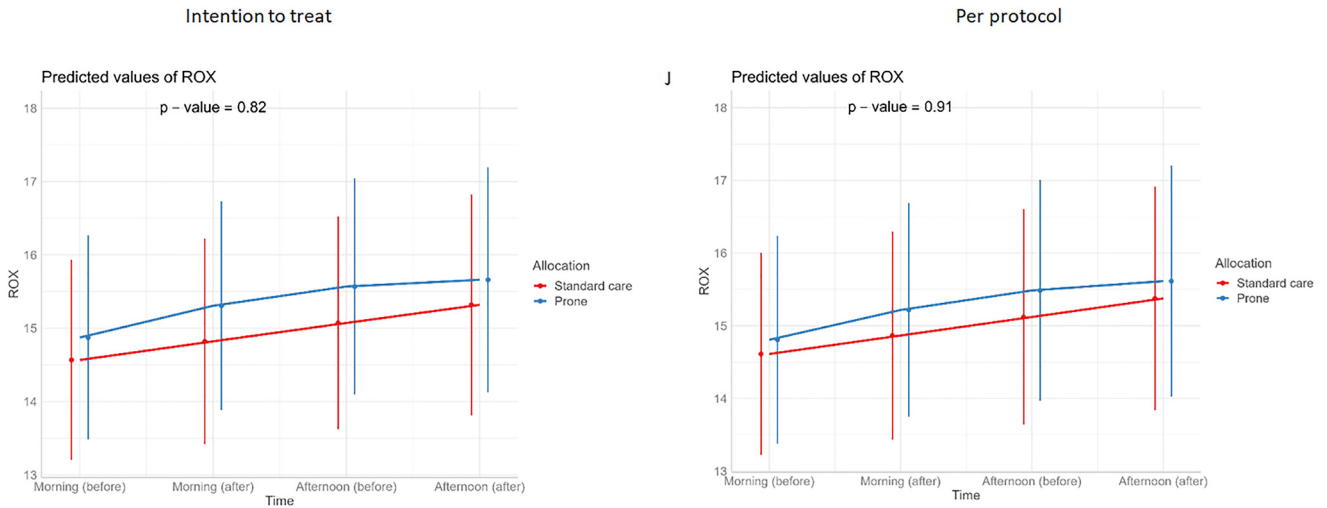 Intention to treat
Per protocol
Predicted values of ROX
p – value = 0.82
18
17
16
15
14
13
ROX
Morning (before)
Morning (after)
Afternoon (before)
Afternoon (after)
Time
Allocation
Standard care
Prone
J
Predicted values of ROX
p – value = 0.91
18
17
16
15
14
13
ROX
Morning (before)
Morning (after)
Afternoon (before)
Afternoon (after)
Time
Allocation
Standard care
Prone